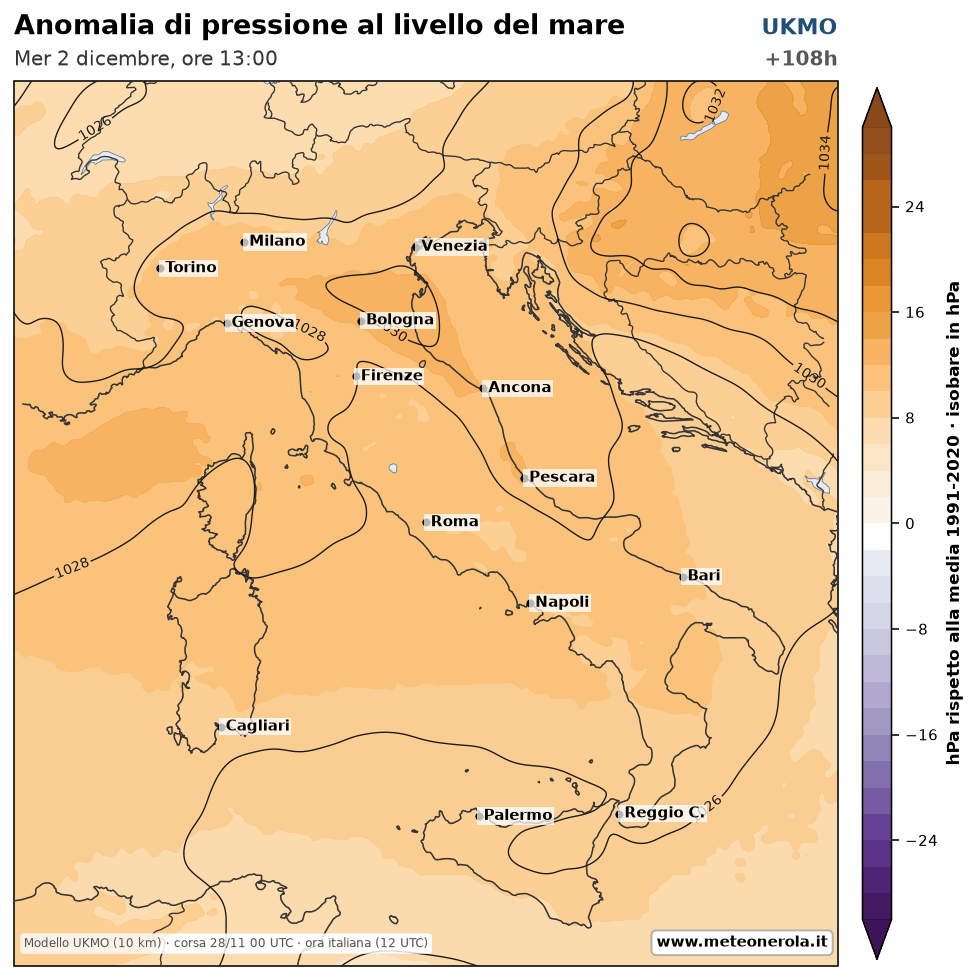 Anomalia di pressione al livello del mare
UKMO
Mer 2 dicembre, ore 13:00
+108h
1026
1032
1034
Milano
Venezia
Torino
Genova
1028
Bologna
030
Firenze
Ancona
1030
Pescara
Roma
1028
Bari
Napoli
Cagliari
Palermo
Reggio C.
26
Modello UKMO (10 km) · corsa 28/11 00 UTC · ora italiana (12 UTC)
www.meteonerola.it
24
16
8
0
−8
−16
−24
hPa rispetto alla media 1991-2020 · isobare in hPa